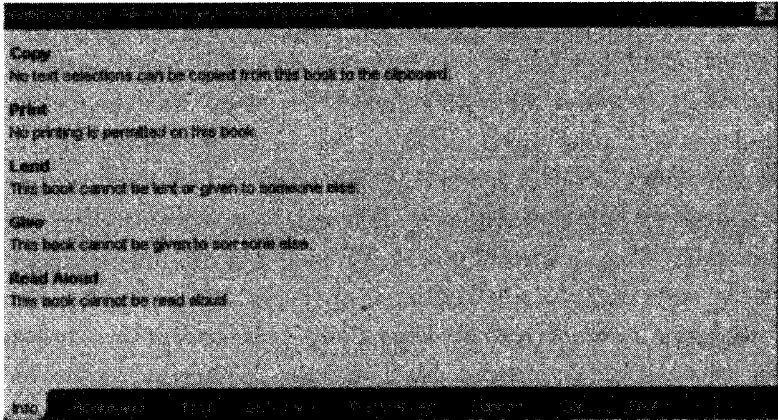 Copy
No text selections can be copied from this book to the clipboard.
Print
No printing is permitted on this book.
Lend
This book cannot be lent or given to someone else.
Give
This book cannot be given to someone else.
Read Aloud
This book cannot be read aloud.
Info